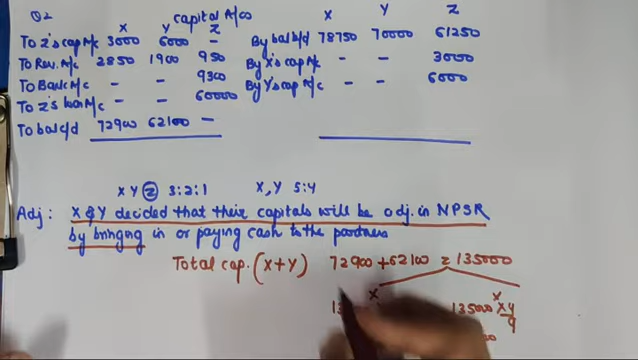 Q2 capital A/cs
X Y Z X Y Z
To Z's cap A/c 3000 6000 - By bal b/d 78750 70000 61250
To Rev. A/c 2850 1900 950 By X's cap A/c - - 3000
To Bank A/c - - 9300 By Y's cap A/c - - 6000
To Z's loan A/c - - 60000
To bal c/d 72900 62100 -
X Y Z 3:2:1 X, Y 5:4
Adj: X & Y decided that their capitals will be adj. in NPSR
by bringing in or paying cash to the partners
Total cap. (X+Y) 72900 + 62100 = 135000
X Y
13 135000 x 4/9